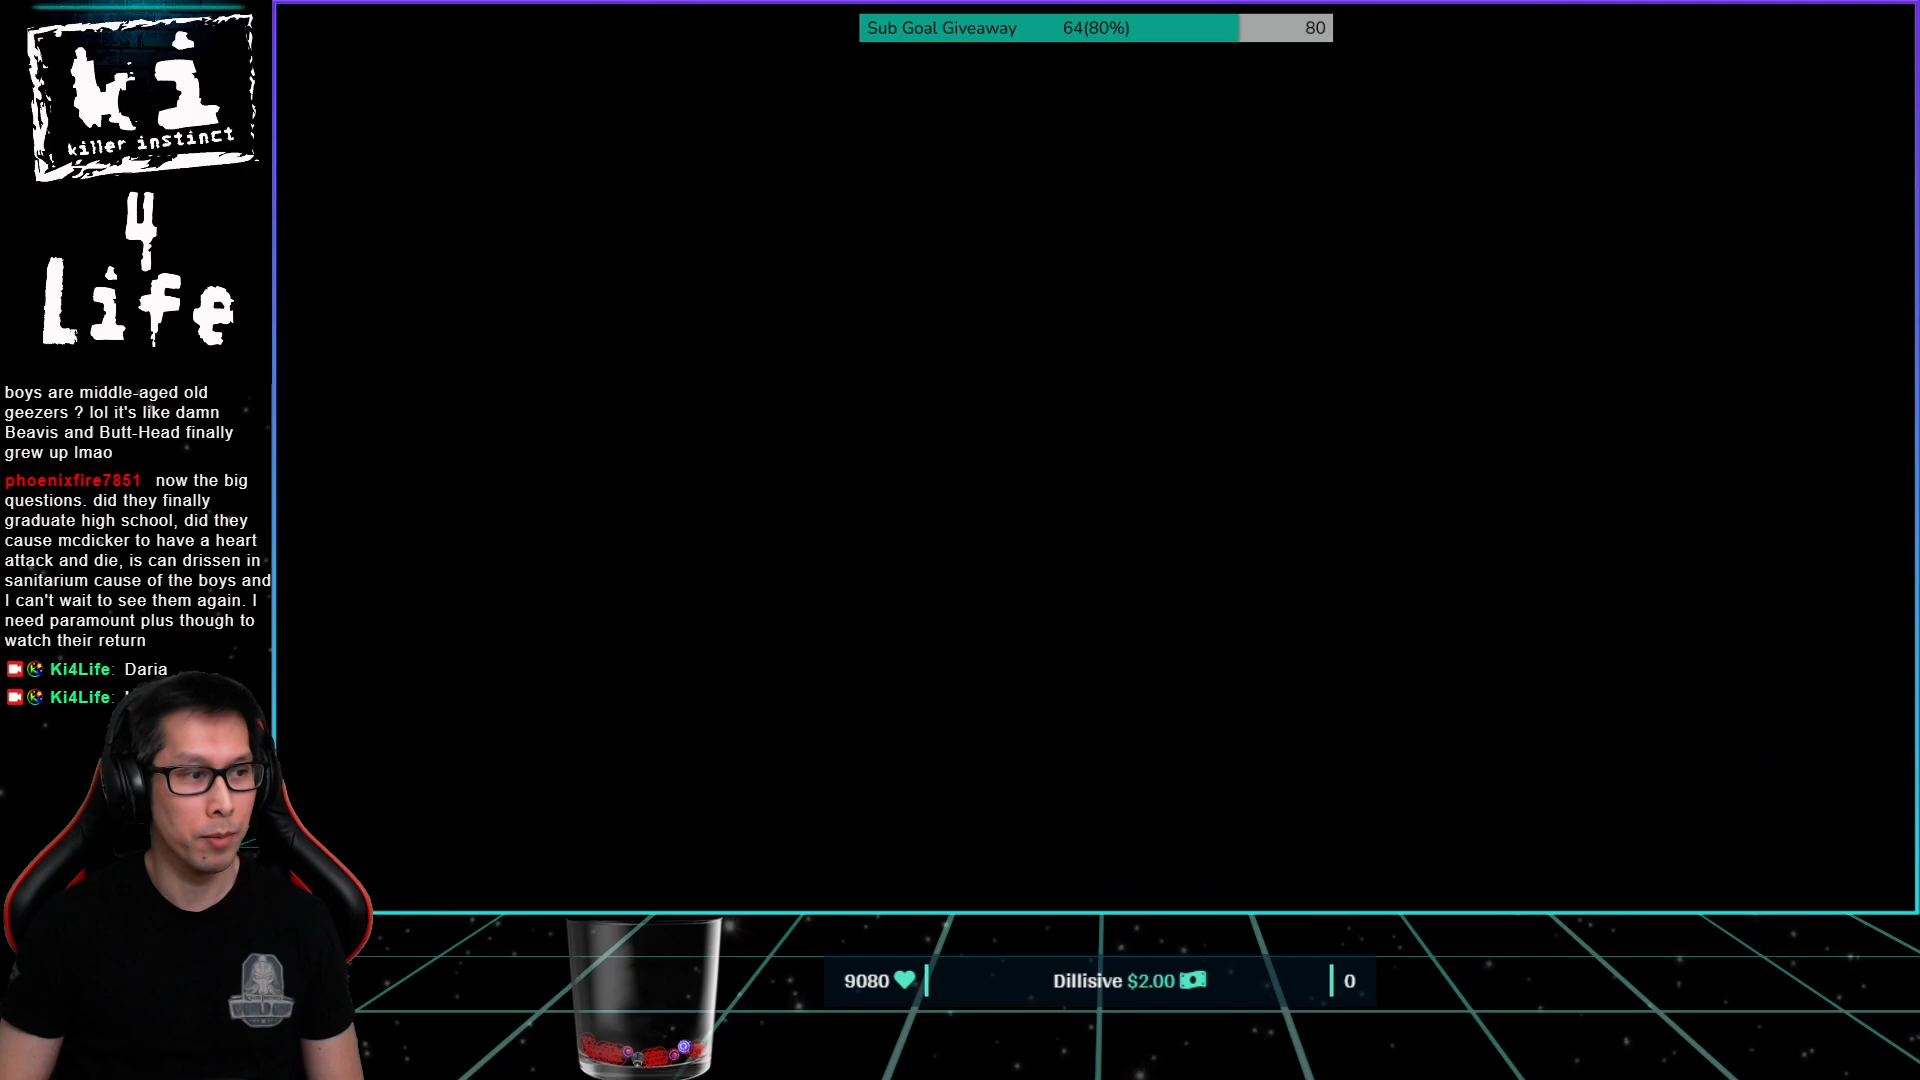 Sub Goal Giveaway 64(80%) 80
ki
killer instinct
4
Life
boys are middle-aged old
geezers ? lol it's like damn
Beavis and Butt-Head finally
grew up lmao
phoenixfire7851 now the big
questions. did they finally
graduate high school, did they
cause mcdicker to have a heart
attack and die, is can drissen in
sanitarium cause of the boys and
I can't wait to see them again. I
need paramount plus though to
watch their return
Ki4Life: Daria
Ki4Life:
9080 Dillisive $2.00 0